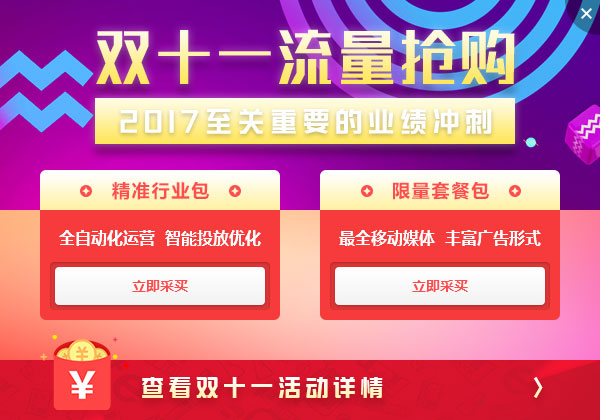 双十一流量抢购
2017至关重要的业绩冲刺
精准行业包
全自动化运营 智能投放优化
立即采买
限量套餐包
最全移动媒体 丰富广告形式
立即采买
¥
查看双十一活动详情